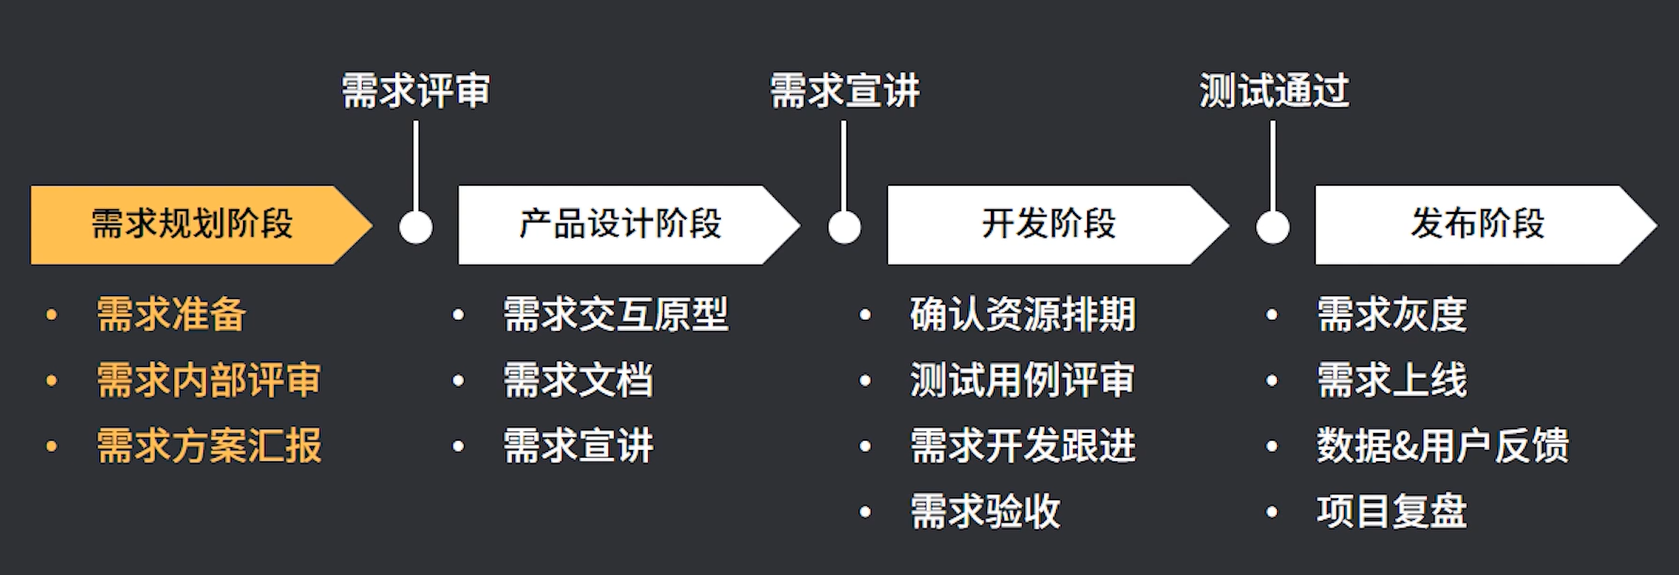 需求评审
需求宣讲
测试通过
需求规划阶段
产品设计阶段
开发阶段
发布阶段
• 需求准备
• 需求内部评审
• 需求方案汇报
• 需求交互原型
• 需求文档
• 需求宣讲
• 确认资源排期
• 测试用例评审
• 需求开发跟进
• 需求验收
• 需求灰度
• 需求上线
• 数据&用户反馈
• 项目复盘